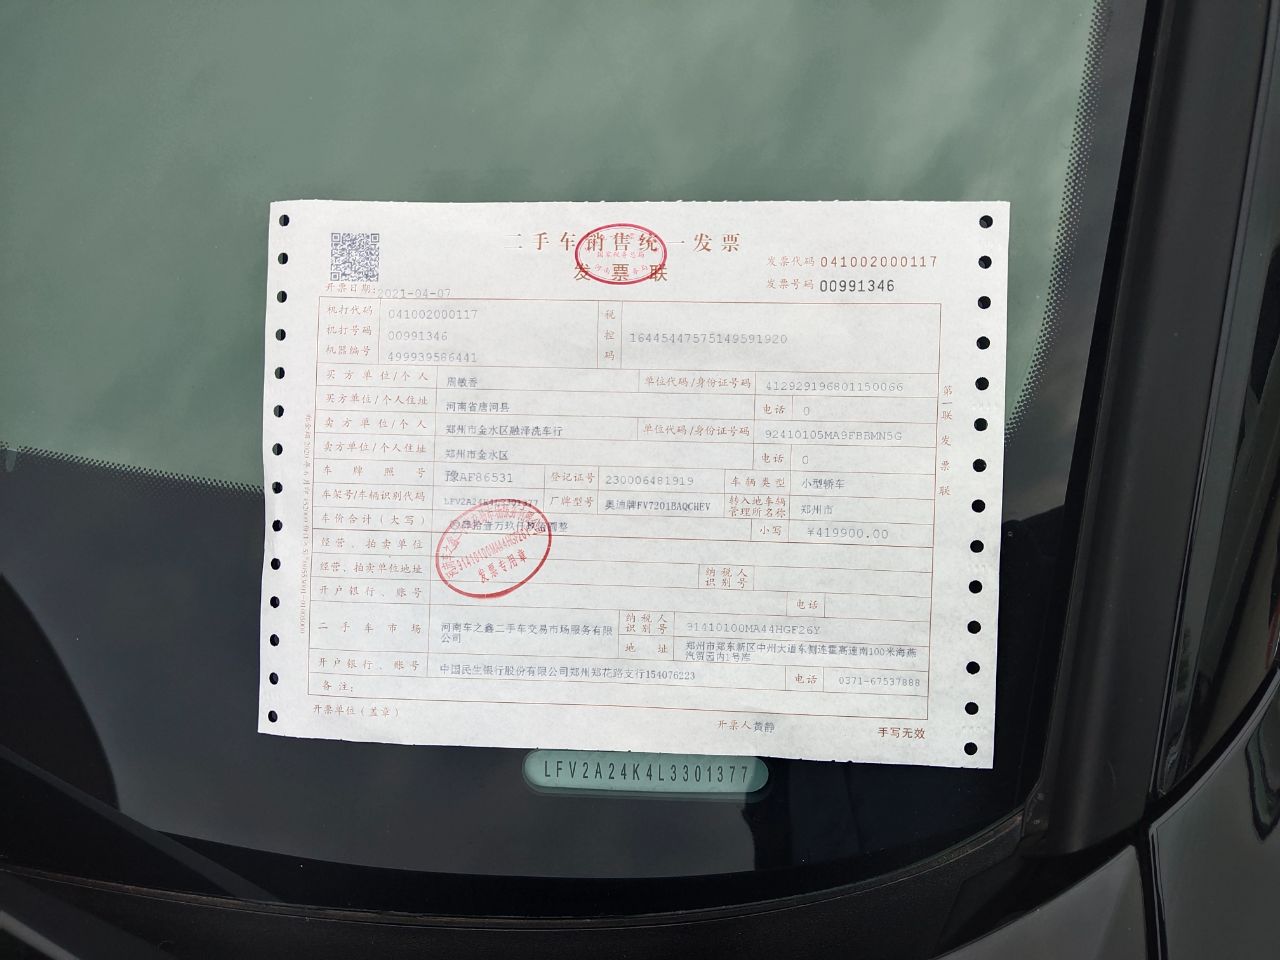 二手车销售统一发票
发票联
国家税务总局
发票代码 041002000117
发票号码 00991346
开票日期: 2021-04-07
机打代码 041002000117
机打号码 00991346
机器编号 499939586441
税控码 16445447575149591920
买方单位/个人 周敏香 单位代码/身份证号码 412929196801150066
买方单位/个人住址 河南省唐河县 电话 0
卖方单位/个人 郑州市金水区融泽洗车行 单位代码/身份证号码 92410105MA9FBBMN5G
卖方单位/个人住址 郑州市金水区 电话 0
车牌照号 豫AF86531 登记证号 230006481919 车辆类型 小型轿车
车架号/车辆识别代码 LFV2A24K4L3301377 厂牌型号 奥迪牌FV7201BAQCHEV 转入地车辆管理所名称 郑州市
车价合计(大写) 肆拾壹万玖仟玖佰圆整 小写 ¥419900.00
经营、拍卖单位
经营、拍卖单位地址 纳税人识别号
开户银行、账号 电话
二手车市场 河南车之鑫二手车交易市场服务有限公司 纳税人识别号 91410100MA44HGF26Y
地址 郑州市郑东新区中州大道东侧连霍高速南100米海燕汽贸园内1号库
开户银行、账号 中国民生银行股份有限公司郑州郑花路支行154076223 电话 0371-67537888
备注:
开票单位(盖章) 开票人 黄静 手写无效
第一联 发票联
91410100MA44HGF26Y
发票专用章
LFV2A24K4L3301377